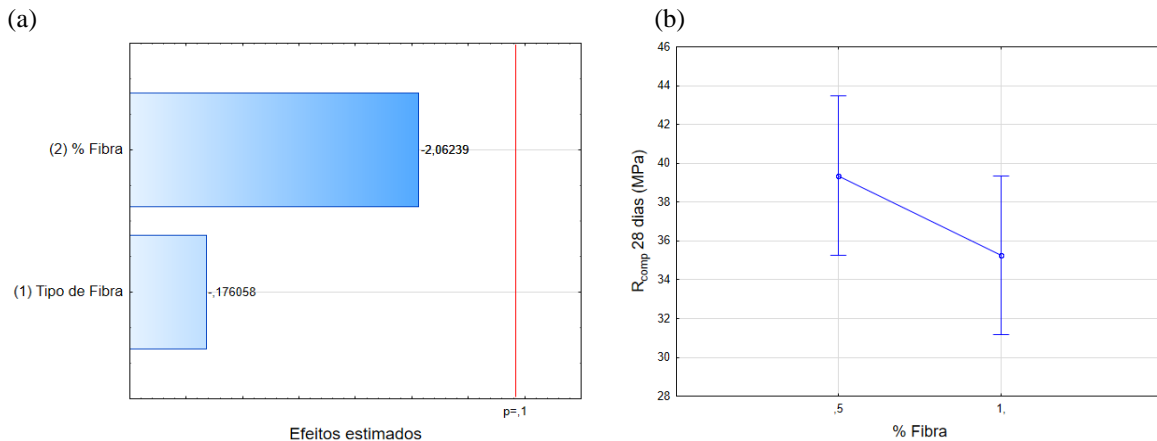 (a)
(2) % Fibra
-2,06239
(1) Tipo de Fibra
-,176058
p=,1
Efeitos estimados
(b)
R_comp 28 dias (MPa)
46
44
42
40
38
36
34
32
30
28
,5
1,
% Fibra